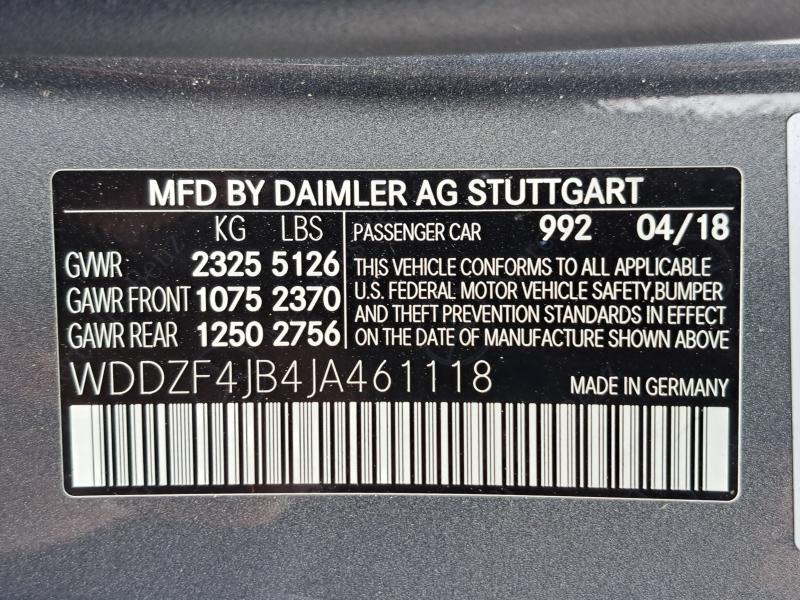 MFD BY DAIMLER AG STUTTGART
KG LBS
GVWR 2325 5126
GAWR FRONT 1075 2370
GAWR REAR 1250 2756
PASSENGER CAR 992 04/18
THIS VEHICLE CONFORMS TO ALL APPLICABLE
U.S. FEDERAL MOTOR VEHICLE SAFETY,BUMPER
AND THEFT PREVENTION STANDARDS IN EFFECT
ON THE DATE OF MANUFACTURE SHOWN ABOVE
WDDZF4JB4JA461118
MADE IN GERMANY